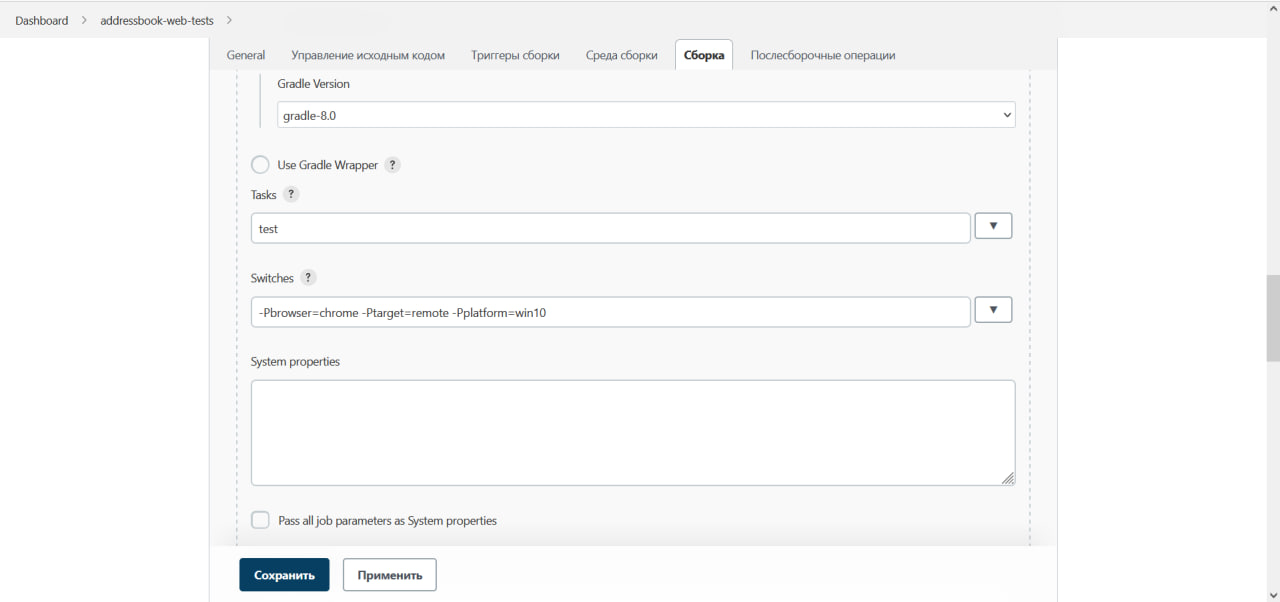 Dashboard > addressbook-web-tests >
General Управление исходным кодом Триггеры сборки Среда сборки Сборка Послесборочные операции
Gradle Version
gradle-8.0
Use Gradle Wrapper ?
Tasks ?
test
Switches ?
-Pbrowser=chrome -Ptarget=remote -Pplatform=win10
System properties
Pass all job parameters as System properties
Сохранить Применить